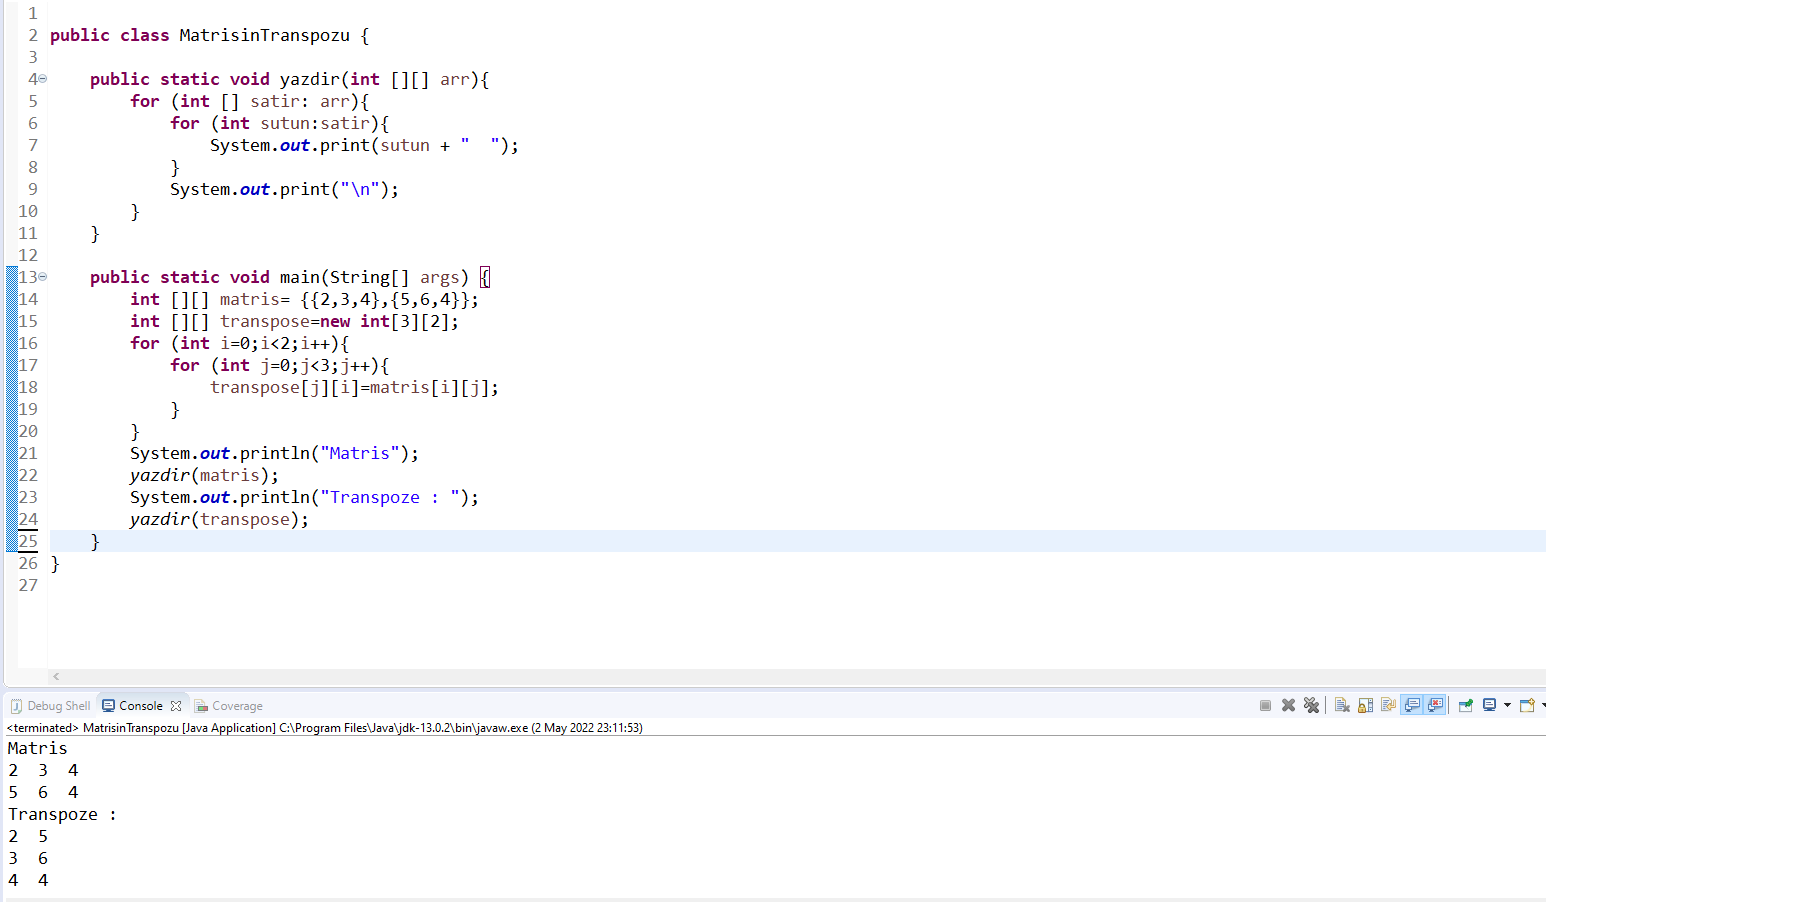 1
2 public class MatrisinTranspozu {
3
4 public static void yazdir(int [][] arr){
5 for (int [] satir: arr){
6 for (int sutun:satir){
7 System.out.print(sutun + "  ");
8 }
9 System.out.print("\n");
10 }
11 }
12
13 public static void main(String[] args) {
14 int [][] matris= {{2,3,4},{5,6,4}};
15 int [][] transpose=new int[3][2];
16 for (int i=0;i<2;i++){
17 for (int j=0;j<3;j++){
18 transpose[j][i]=matris[i][j];
19 }
20 }
21 System.out.println("Matris");
22 yazdir(matris);
23 System.out.println("Transpoze : ");
24 yazdir(transpose);
25 }
26 }
27
Debug Shell Console Coverage
<terminated> MatrisinTranspozu [Java Application] C:\Program Files\Java\jdk-13.0.2\bin\javaw.exe (2 May 2022 23:11:53)
Matris
2  3  4
5  6  4
Transpoze :
2  5
3  6
4  4